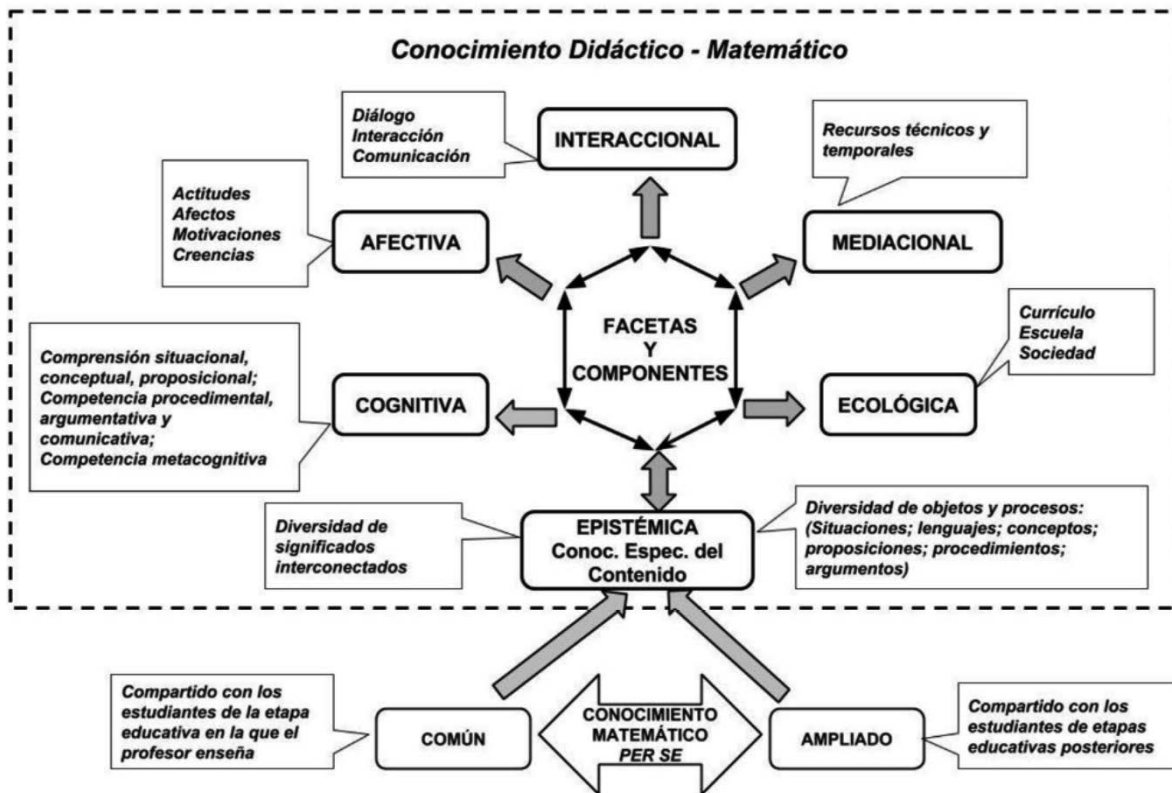 Conocimiento Didáctico - Matemático
Diálogo
Interacción
Comunicación
INTERACCIONAL
Recursos técnicos y
temporales
Actitudes
Afectos
Motivaciones
Creencias
AFECTIVA
MEDIACIONAL
FACETAS
Y
COMPONENTES
Currículo
Escuela
Sociedad
Comprensión situacional,
conceptual, proposicional;
Competencia procedimental,
argumentativa y
comunicativa;
Competencia metacognitiva
COGNITIVA
ECOLÓGICA
Diversidad de
significados
interconectados
EPISTÉMICA
Conoc. Espec. del
Contenido
Diversidad de objetos y procesos:
(Situaciones; lenguajes; conceptos;
proposiciones; procedimientos;
argumentos)
Compartido con los
estudiantes de la etapa
educativa en la que el
profesor enseña
COMÚN
CONOCIMIENTO
MATEMÁTICO
PER SE
AMPLIADO
Compartido con los
estudiantes de etapas
educativas posteriores